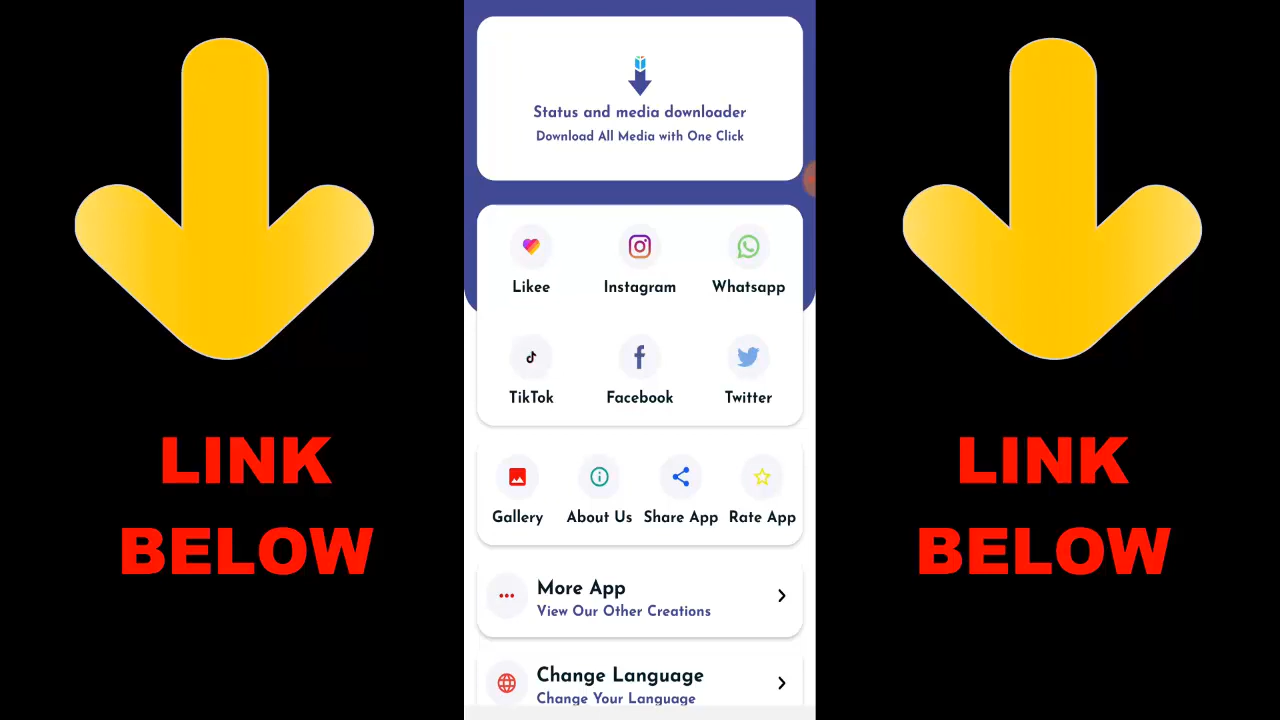 Status and media downloader
Download All Media with One Click
Likee Instagram Whatsapp
TikTok Facebook Twitter
Gallery About Us Share App Rate App
More App
View Our Other Creations
Change Language
Change Your Language
LINK
BELOW
LINK
BELOW